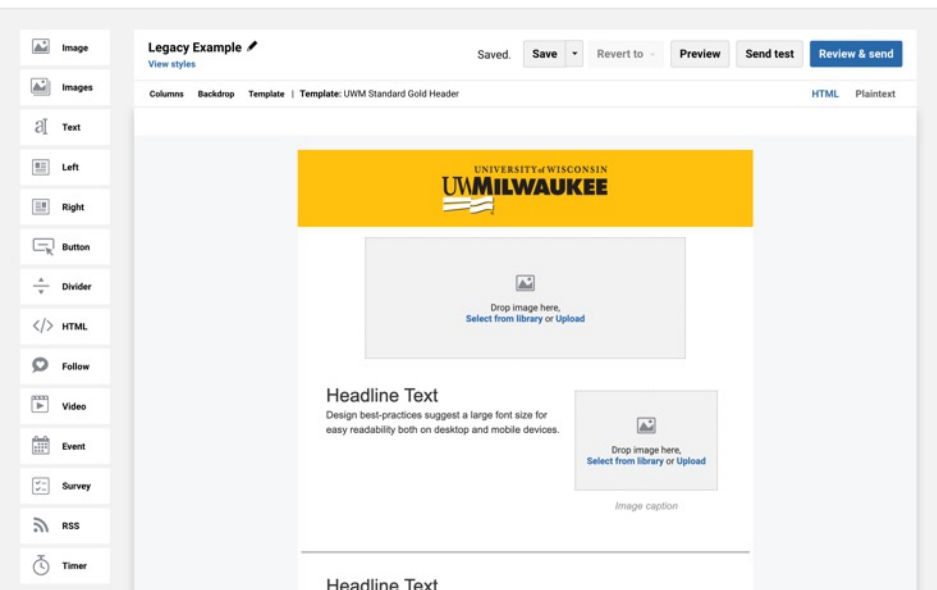 Image
Images
Text
Left
Right
Button
Divider
HTML
Follow
Video
Event
Survey
RSS
Timer
Legacy Example
View styles
Saved. Save Revert to Preview Send test Review & send
Columns Backdrop Template | Template: UWM Standard Gold Header HTML Plaintext
UNIVERSITY of WISCONSIN
UWMILWAUKEE
Drop image here,
Select from library or Upload
Headline Text
Design best-practices suggest a large font size for
easy readability both on desktop and mobile devices.
Drop image here,
Select from library or Upload
Image caption
Headline Text